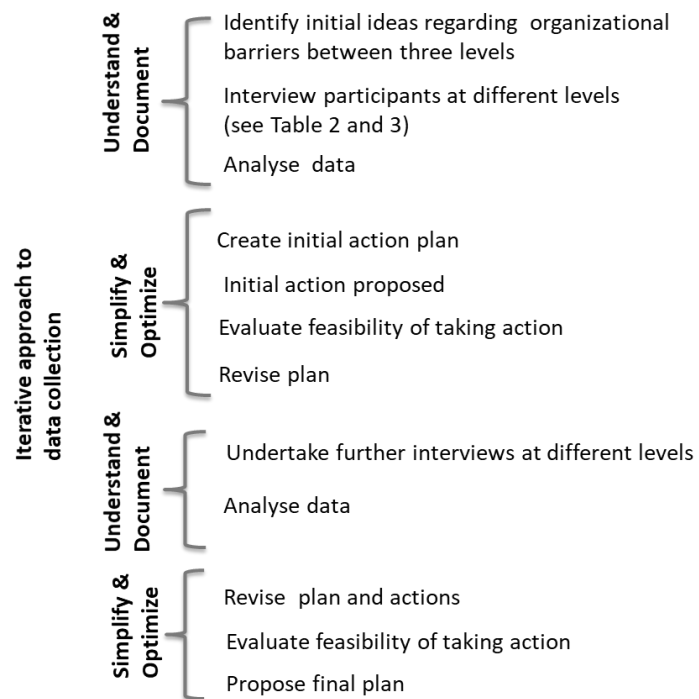 Iterative approach to
data collection
Understand &
Document
Identify initial ideas regarding organizational
barriers between three levels
Interview participants at different levels
(see Table 2 and 3)
Analyse data
Simplify &
Optimize
Create initial action plan
Initial action proposed
Evaluate feasibility of taking action
Revise plan
Understand &
Document
Undertake further interviews at different levels
Analyse data
Simplify &
Optimize
Revise plan and actions
Evaluate feasibility of taking action
Propose final plan